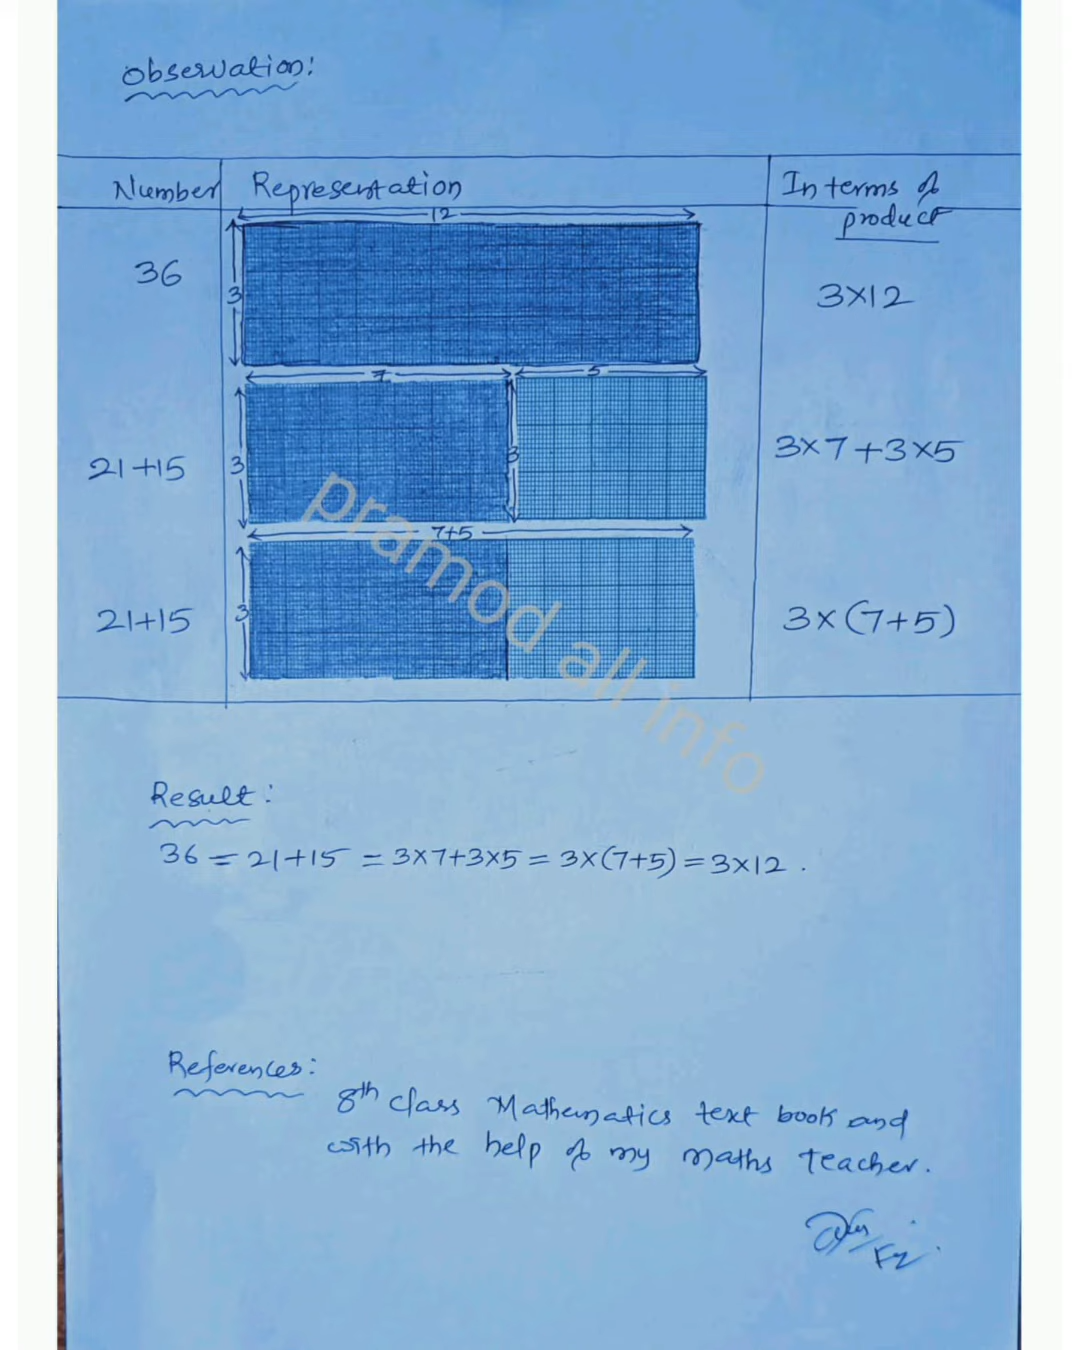 Observation:
Number Representation In terms of
product
12
36
3
3×12
7 5
21+15
3
3
3×7+3×5
7+5
21+15
3
3×(7+5)
pramod all info
Result:
36 = 21+15 = 3×7+3×5 = 3×(7+5) = 3×12.
References:
8th class Mathematics text book and
with the help of my maths teacher.